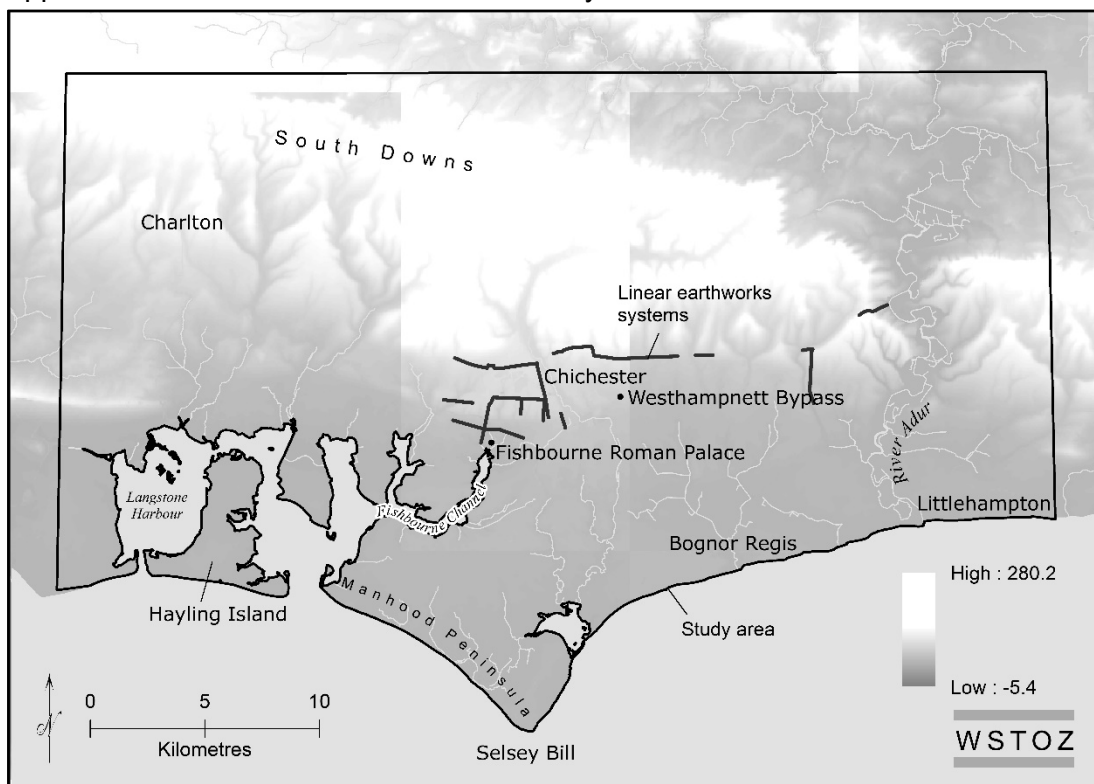 South Downs
Charlton
Linear earthworks
systems
Chichester
Westhampnett Bypass
Fishbourne Roman Palace
River Adur
Langstone
Harbour
Fishbourne Channel
Littlehampton
Bognor Regis
High : 280.2
Hayling Island
Manhood Peninsula
Study area
Low : -5.4
N
0 5 10
Kilometres
Selsey Bill
WSTOZ